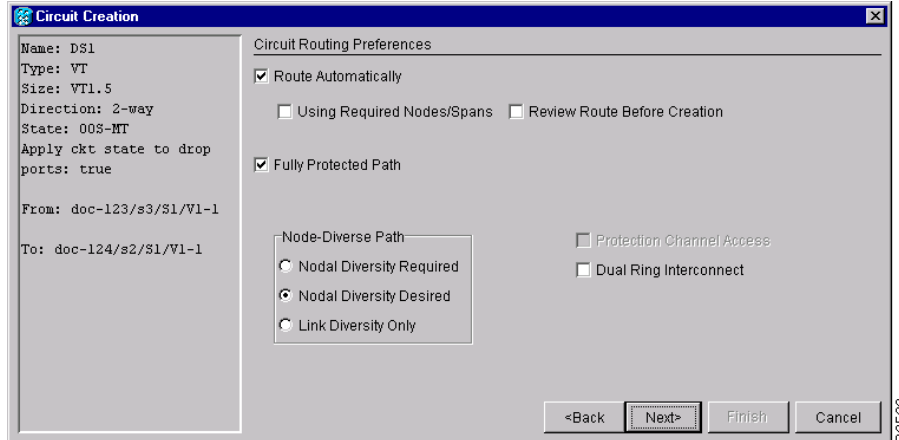 Circuit Creation
Name: DS1
Type: VT
Size: VT1.5
Direction: 2-way
State: OOS-MT
Apply ckt state to drop
ports: true
From: doc-123/s3/S1/V1-1
To: doc-124/s2/S1/V1-1
Circuit Routing Preferences
Route Automatically
Using Required Nodes/Spans Review Route Before Creation
Fully Protected Path
Node-Diverse Path
Nodal Diversity Required
Nodal Diversity Desired
Link Diversity Only
Protection Channel Access
Dual Ring Interconnect
<Back Next> Finish Cancel